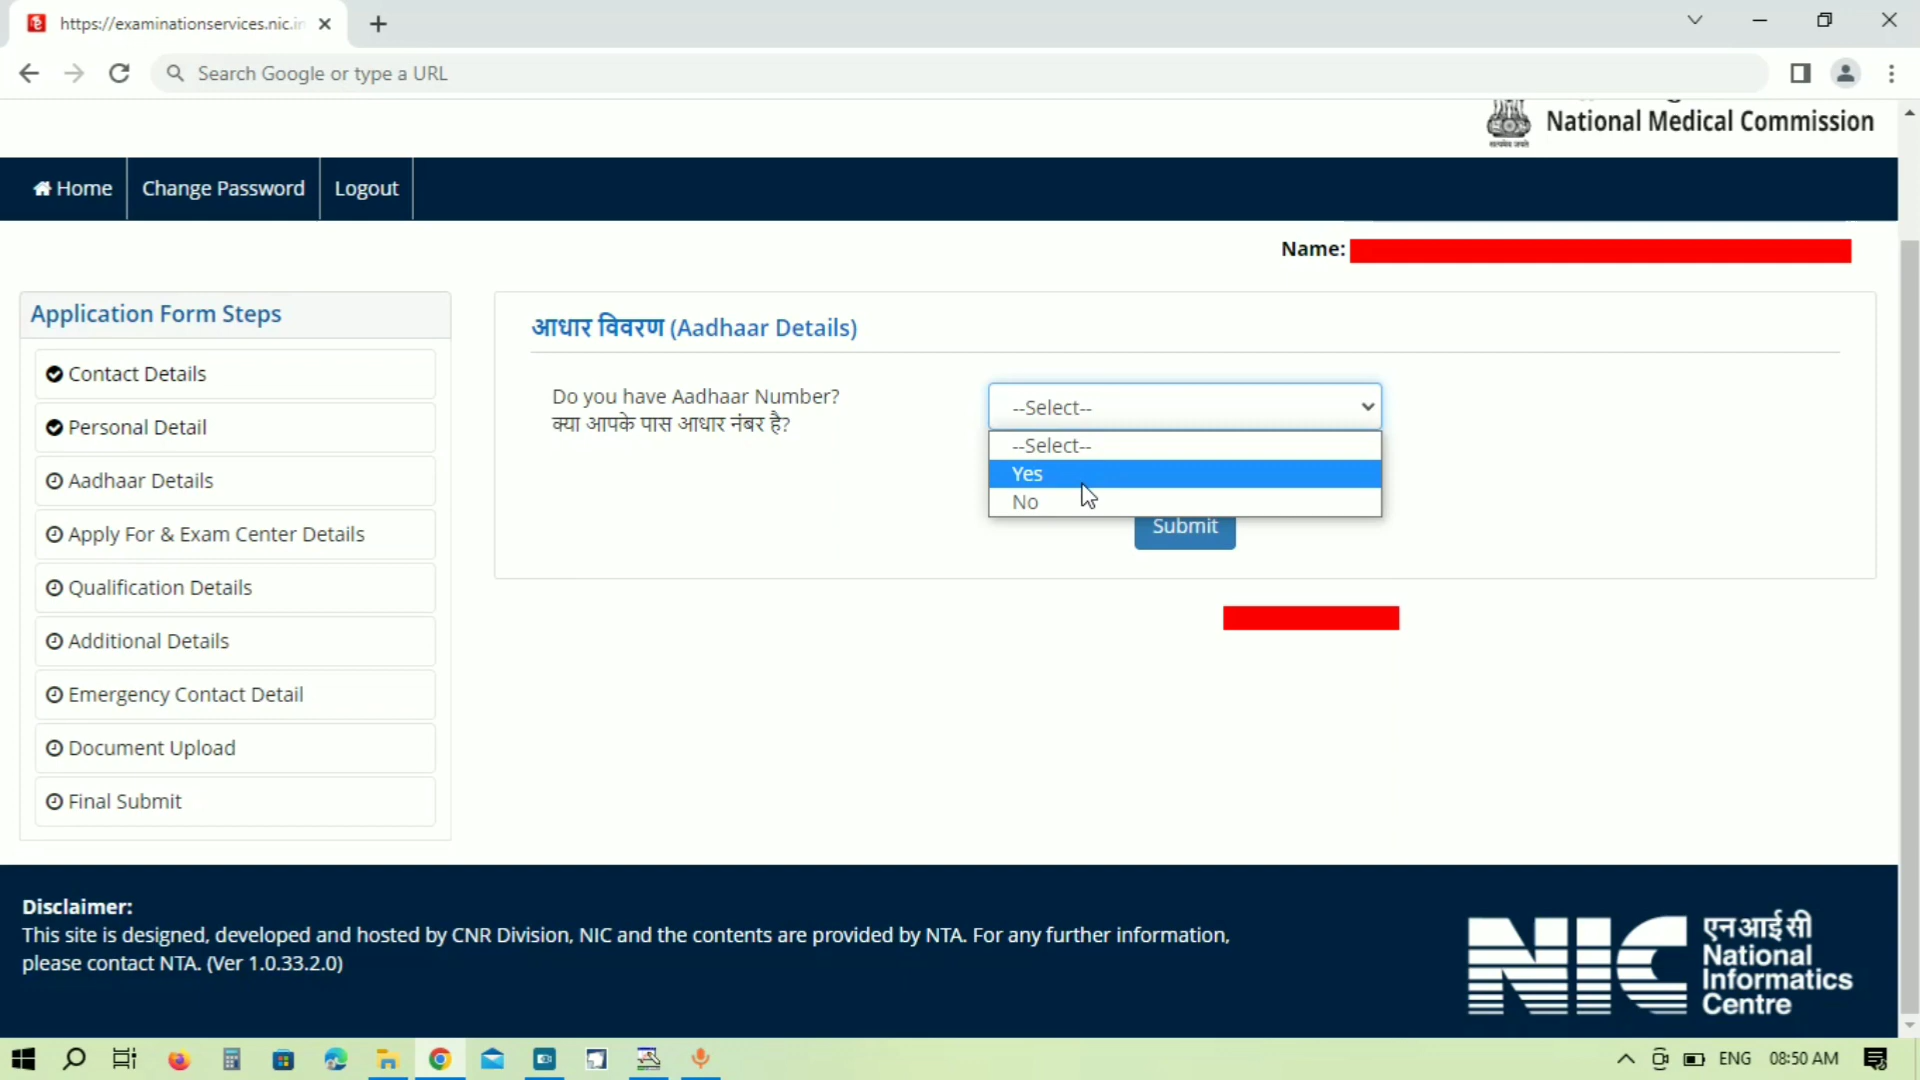 https://examinationservices.nic.in
Search Google or type a URL
National Medical Commission
सत्यमेव जयते
Home
Change Password
Logout
Name:
Application Form Steps
Contact Details
Personal Detail
Aadhaar Details
Apply For & Exam Center Details
Qualification Details
Additional Details
Emergency Contact Detail
Document Upload
Final Submit
आधार विवरण (Aadhaar Details)
Do you have Aadhaar Number?
क्या आपके पास आधार नंबर है?
--Select--
--Select--
Yes
No
Submit
Disclaimer:
This site is designed, developed and hosted by CNR Division, NIC and the contents are provided by NTA. For any further information,
please contact NTA. (Ver 1.0.33.2.0)
NIC
एनआईसी
National
Informatics
Centre
ENG
08:50 AM